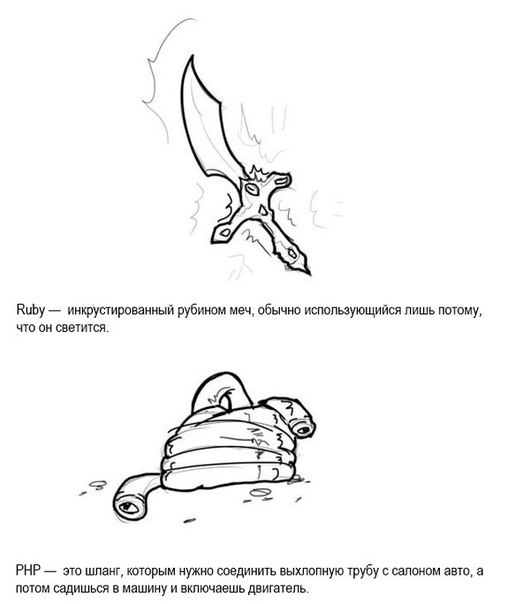 Ruby — инкрустированный рубином меч, обычно использующийся лишь потому,
что он светится.
PHP — это шланг, которым нужно соединить выхлопную трубу с салоном авто, а
потом садишься в машину и включаешь двигатель.